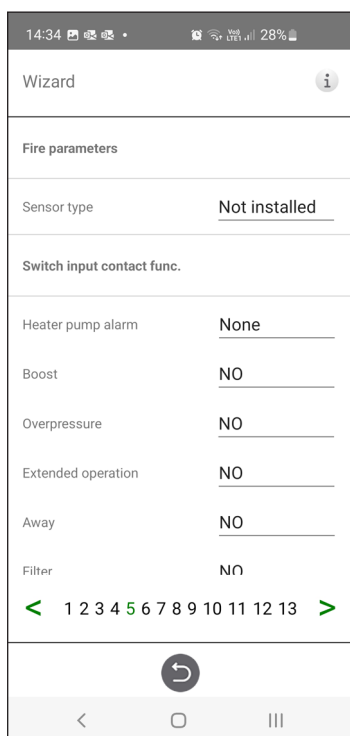 14:34 Vo)) LTE1 28%
Wizard i
Fire parameters
Sensor type Not installed
Switch input contact func.
Heater pump alarm None
Boost NO
Overpressure NO
Extended operation NO
Away NO
Filter NO
< 1 2 3 4 5 6 7 8 9 10 11 12 13 >